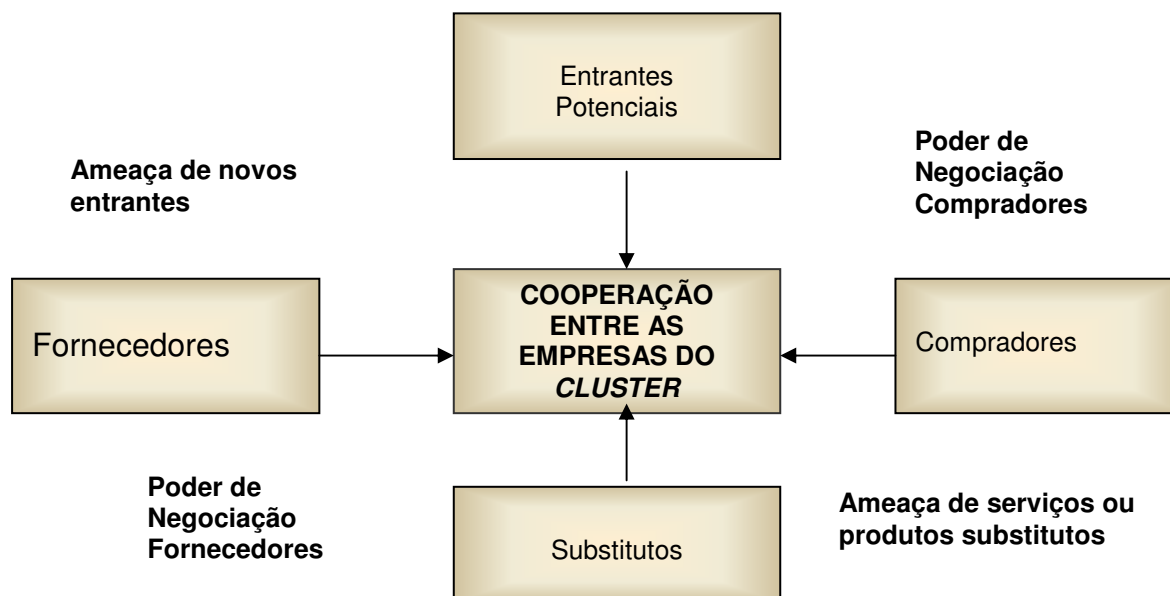 Entrantes
Potenciais
Ameaça de novos
entrantes
Poder de
Negociação
Compradores
Fornecedores
COOPERAÇÃO
ENTRE AS
EMPRESAS DO
CLUSTER
Compradores
Poder de
Negociação
Fornecedores
Substitutos
Ameaça de serviços ou
produtos substitutos